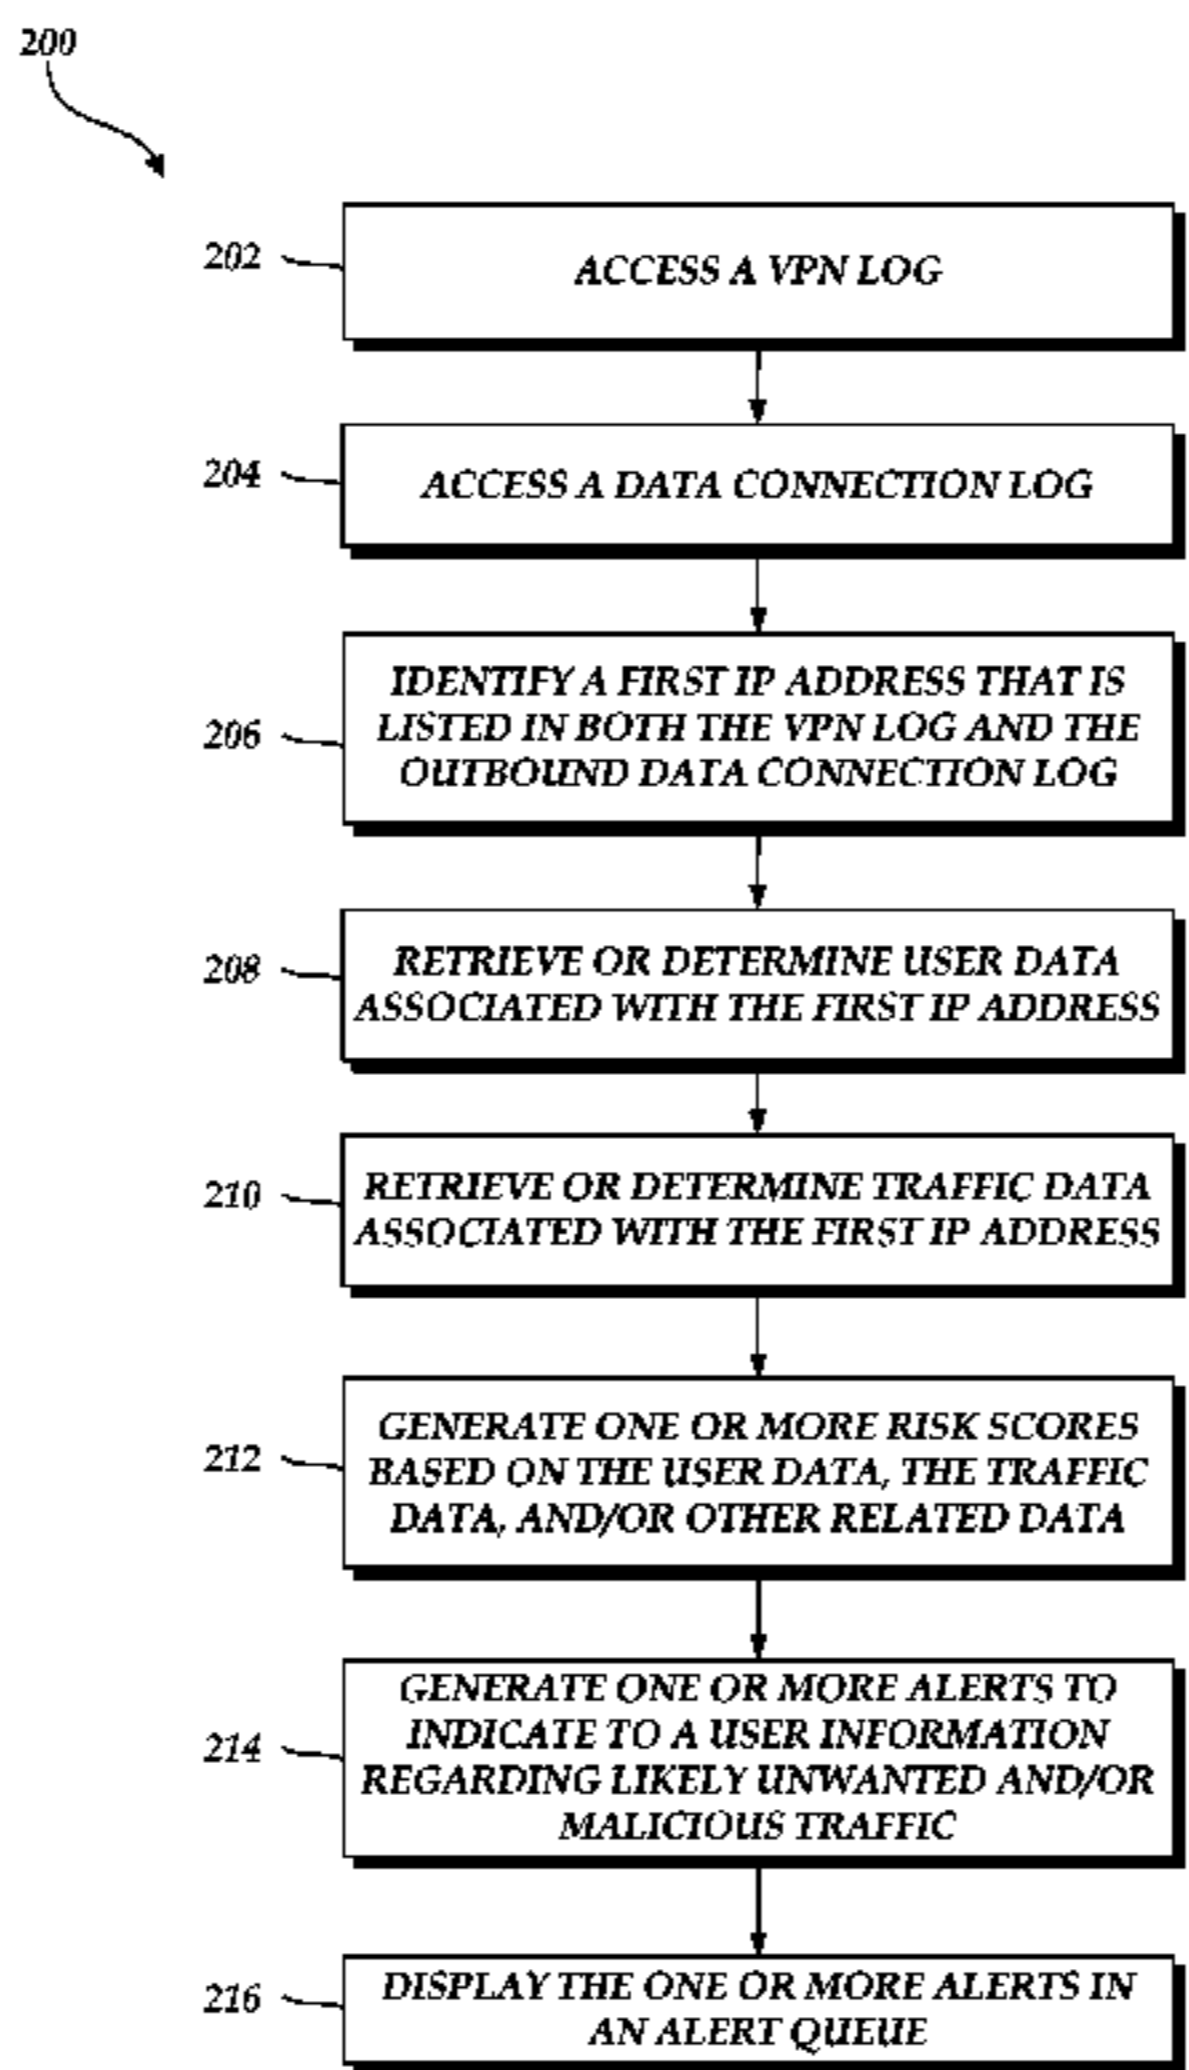 200
202
ACCESS A VPN LOG
204
ACCESS A DATA CONNECTION LOG
206
IDENTIFY A FIRST IP ADDRESS THAT IS
LISTED IN BOTH THE VPN LOG AND THE
OUTBOUND DATA CONNECTION LOG
208
RETRIEVE OR DETERMINE USER DATA
ASSOCIATED WITH THE FIRST IP ADDRESS
210
RETRIEVE OR DETERMINE TRAFFIC DATA
ASSOCIATED WITH THE FIRST IP ADDRESS
212
GENERATE ONE OR MORE RISK SCORES
BASED ON THE USER DATA, THE TRAFFIC
DATA, AND/OR OTHER RELATED DATA
214
GENERATE ONE OR MORE ALERTS TO
INDICATE TO A USER INFORMATION
REGARDING LIKELY UNWANTED AND/OR
MALICIOUS TRAFFIC
216
DISPLAY THE ONE OR MORE ALERTS IN
AN ALERT QUEUE